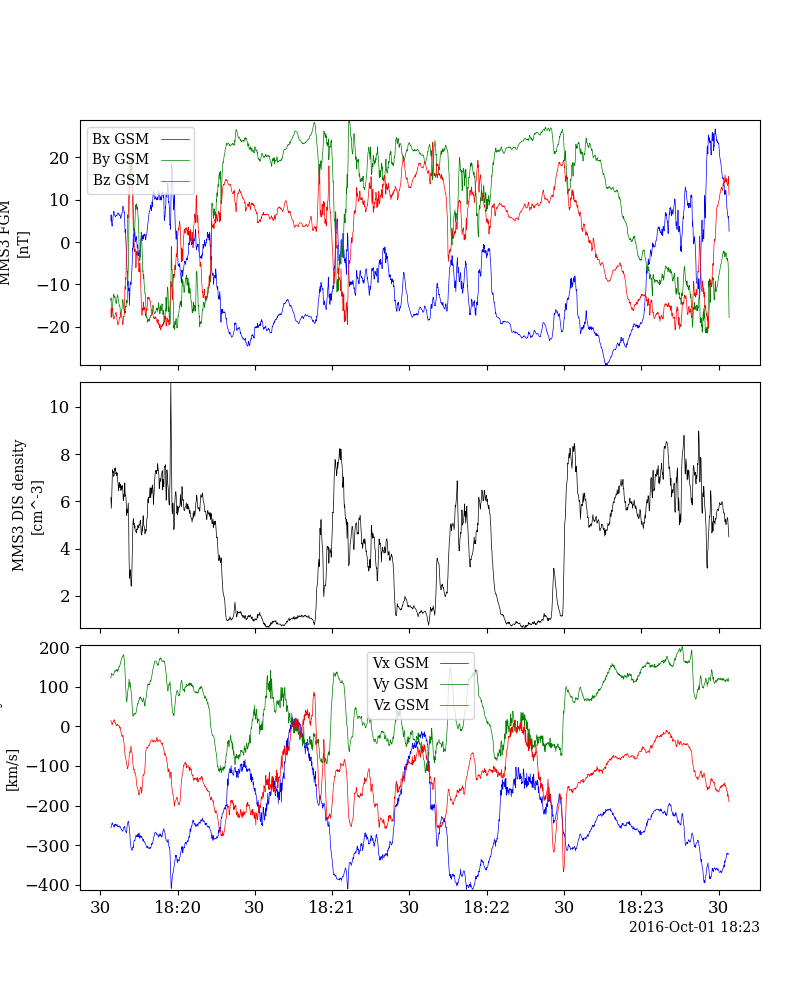 Bx GSM
By GSM
Bz GSM
MMS3 FGM
[nT]
20
10
0
−10
−20
MMS3 DIS density
[cm^-3]
10
8
6
4
2
Vx GSM
Vy GSM
Vz GSM
[km/s]
200
100
0
−100
−200
−300
−400
30
18:20
30
18:21
30
18:22
30
18:23
30
2016-Oct-01 18:23